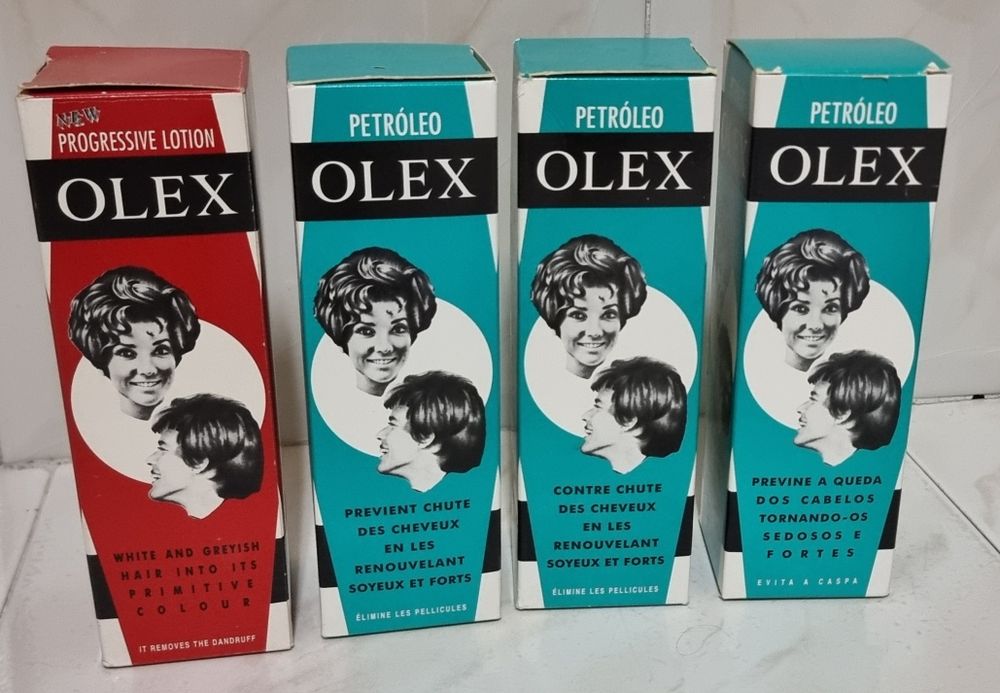 NEW
PROGRESSIVE LOTION
OLEX
WHITE AND GREYISH
HAIR INTO ITS
PRIMITIVE
COLOUR
IT REMOVES THE DANDRUFF
PETRÓLEO
OLEX
PREVIENT CHUTE
DES CHEVEUX
EN LES
RENOUVELANT
SOYEUX ET FORTS
ÉLIMINE LES PELLICULES
PETRÓLEO
OLEX
CONTRE CHUTE
DES CHEVEUX
EN LES
RENOUVELANT
SOYEUX ET FORTS
ÉLIMINE LES PELLICULES
PETRÓLEO
OLEX
PREVINE A QUEDA
DOS CABELOS
TORNANDO-OS
SEDOSOS E
FORTES
EVITA A CASPA